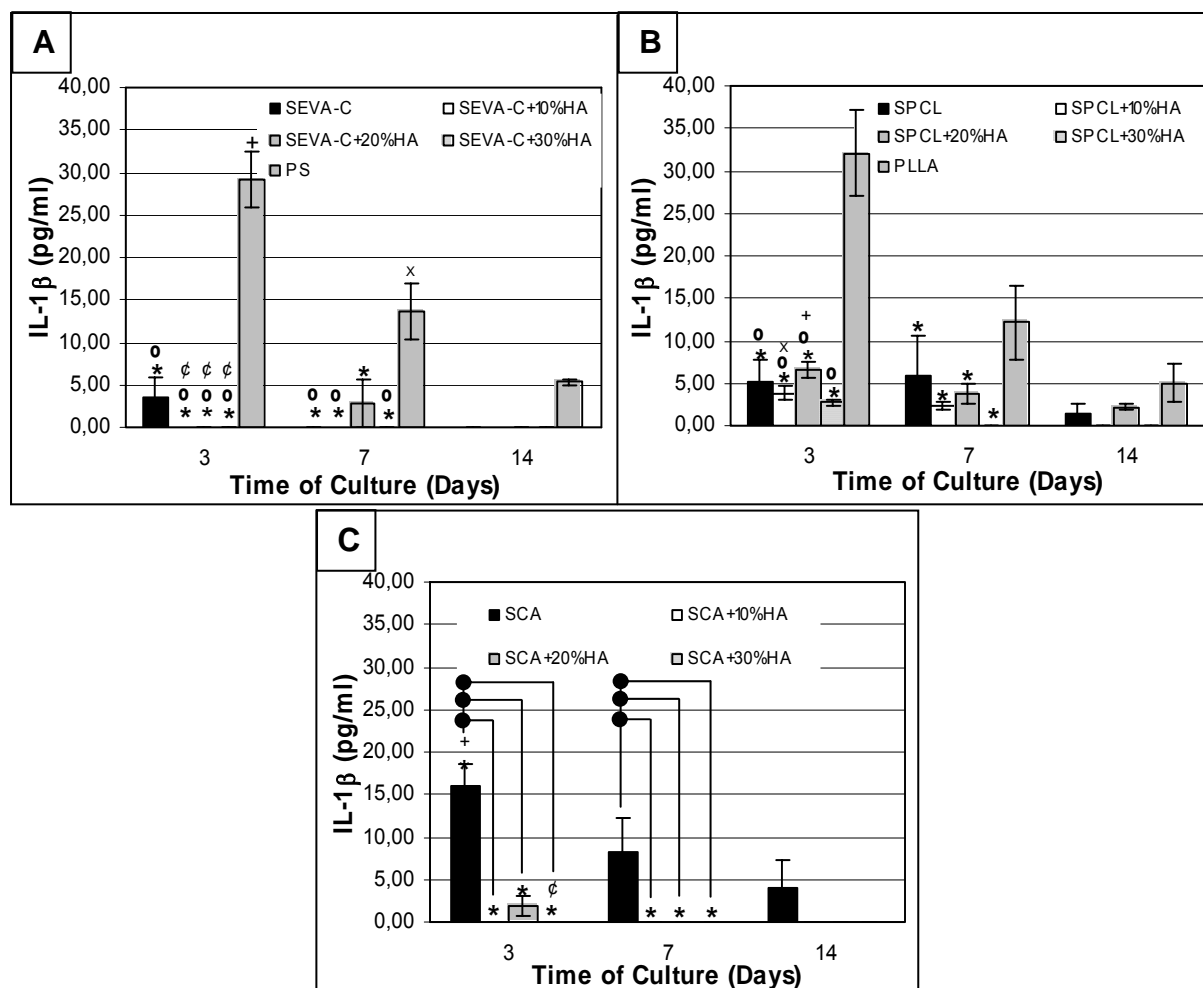 A
40,00
35,00
30,00
25,00
20,00
15,00
10,00
5,00
0,00
IL-1β (pg/ml)
SEVA-C SEVA-C+10%HA
SEVA-C+20%HA SEVA-C+30%HA
PS
+
x
o ¢ ¢ ¢ *
* o o o o o o
* * * * * *
3 7 14
Time of Culture (Days)
B
40,00
35,00
30,00
25,00
20,00
15,00
10,00
5,00
0,00
IL-1β (pg/ml)
SPCL SPCL+10%HA
SPCL+20%HA SPCL+30%HA
PLLA
+
o x o *
* o * o *
* * * *
3 7 14
Time of Culture (Days)
C
40,00
35,00
30,00
25,00
20,00
15,00
10,00
5,00
0,00
IL-1β (pg/ml)
SCA SCA+10%HA
SCA+20%HA SCA+30%HA
+
*
* ¢
* * * * *
3 7 14
Time of Culture (Days)